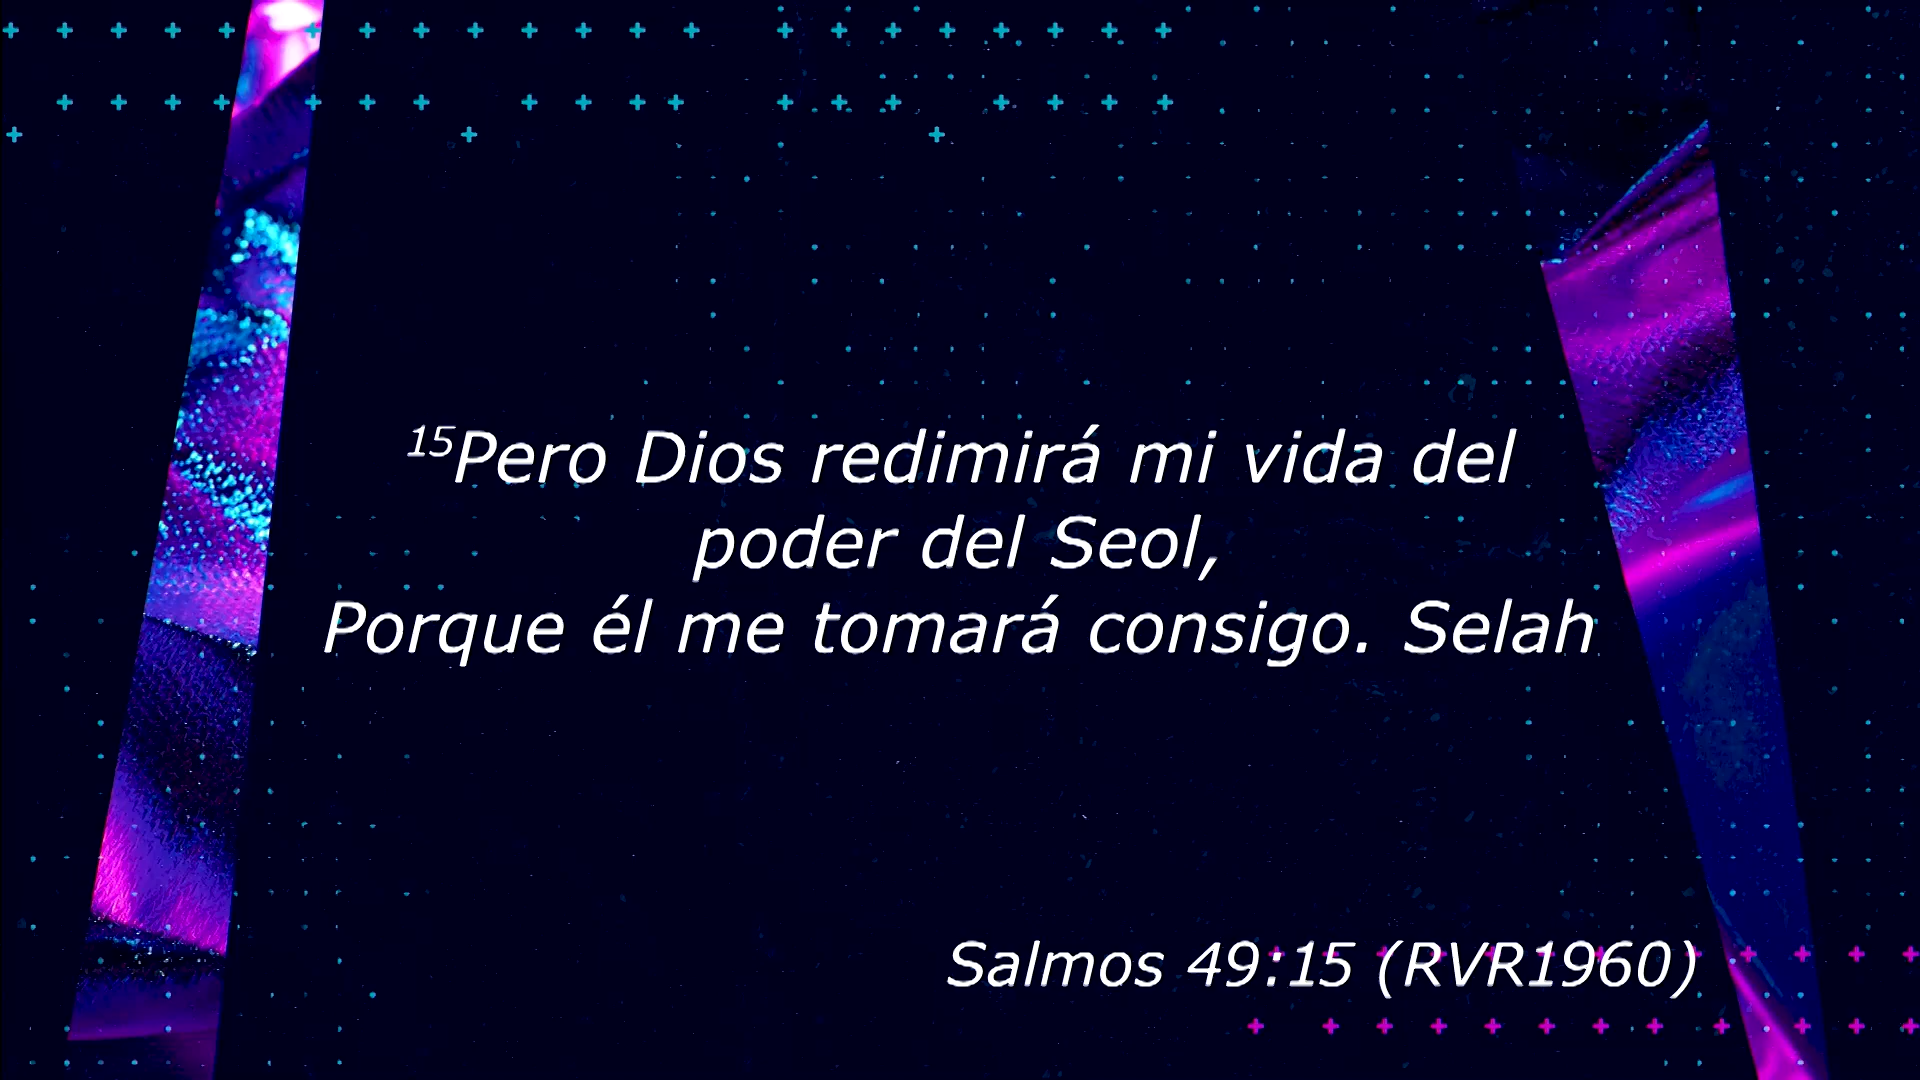 ¹⁵Pero Dios redimirá mi vida del
poder del Seol,
Porque él me tomará consigo. Selah
Salmos 49:15 (RVR1960)